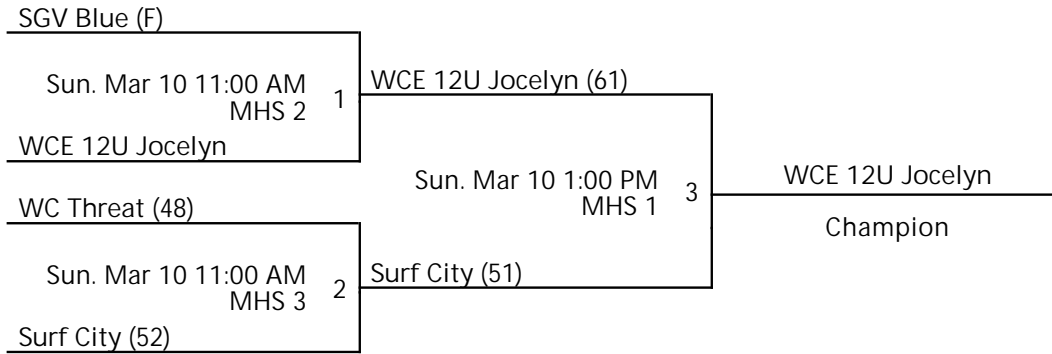 SGV Blue (F)
Sun. Mar 10 11:00 AM
MHS 2
1
WCE 12U Jocelyn
WCE 12U Jocelyn (61)
Sun. Mar 10 1:00 PM
MHS 1
3
WCE 12U Jocelyn
Champion
WC Threat (48)
Sun. Mar 10 11:00 AM
MHS 3
2
Surf City (51)
Surf City (52)